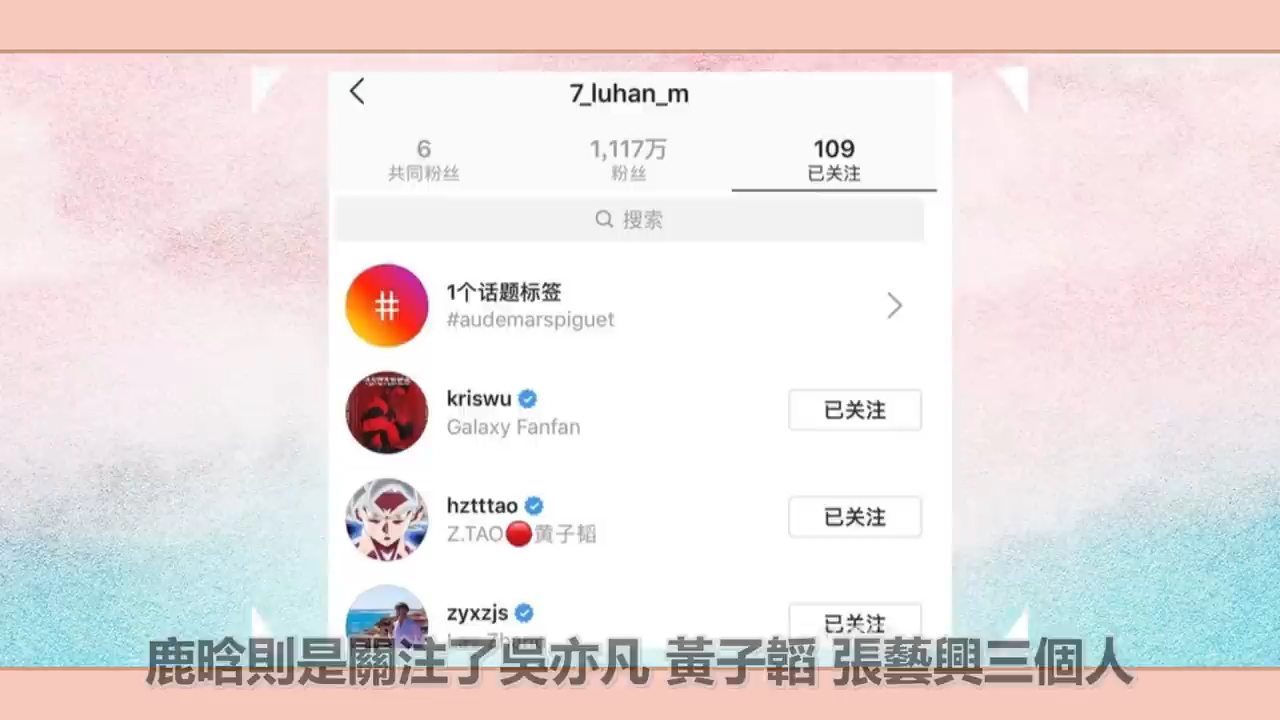 7_luhan_m
6
1,117万
109
共同粉丝
粉丝
已关注
搜索
#
1个话题标签
#audemarspiguet
kriswu
Galaxy Fanfan
已关注
hztttao
Z.TAO🔴黄子韬
已关注
zyxzjs
已关注
鹿晗則是關注了吳亦凡 黃子韜 張藝興三個人